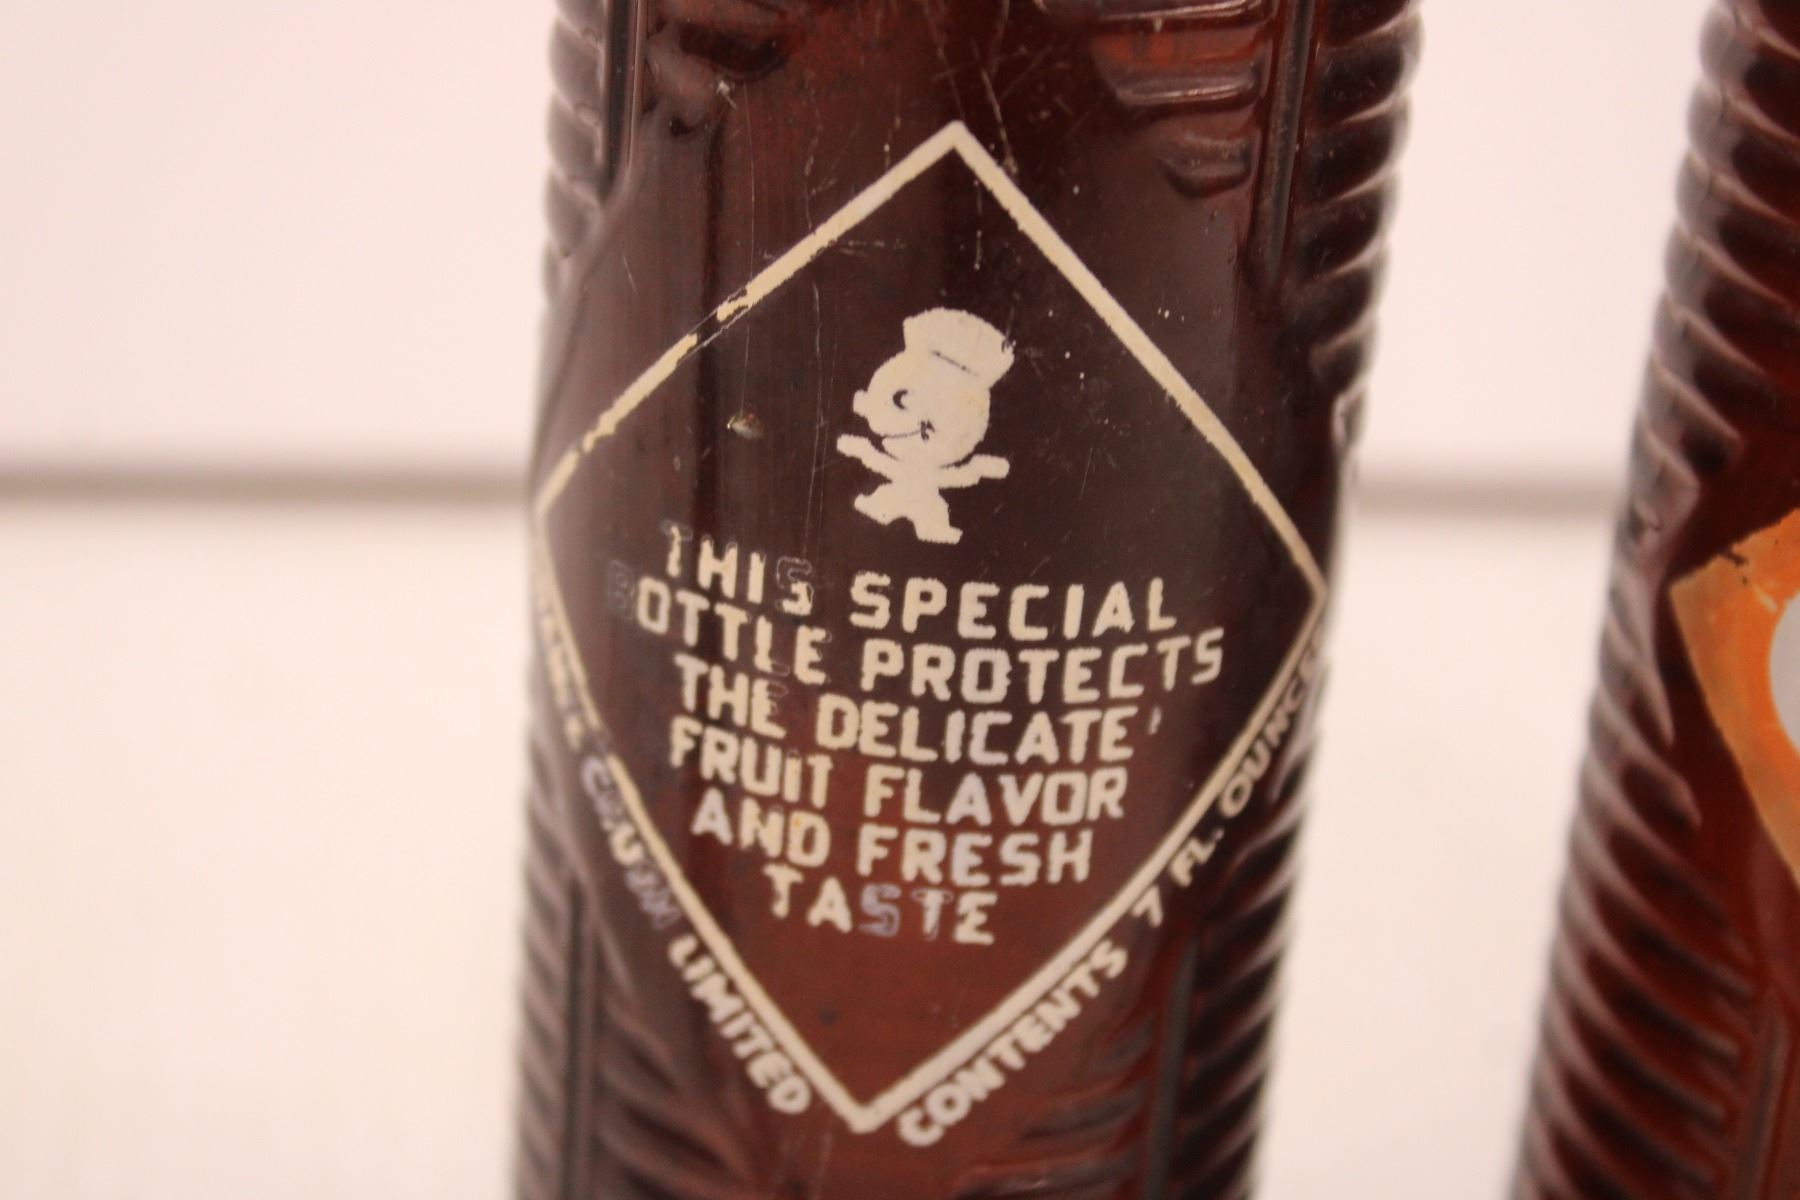 THIS SPECIAL
BOTTLE PROTECTS
THE DELICATE
FRUIT FLAVOR
AND FRESH
TASTE
LIMITED
CONTENTS 7 FL. OUNCES